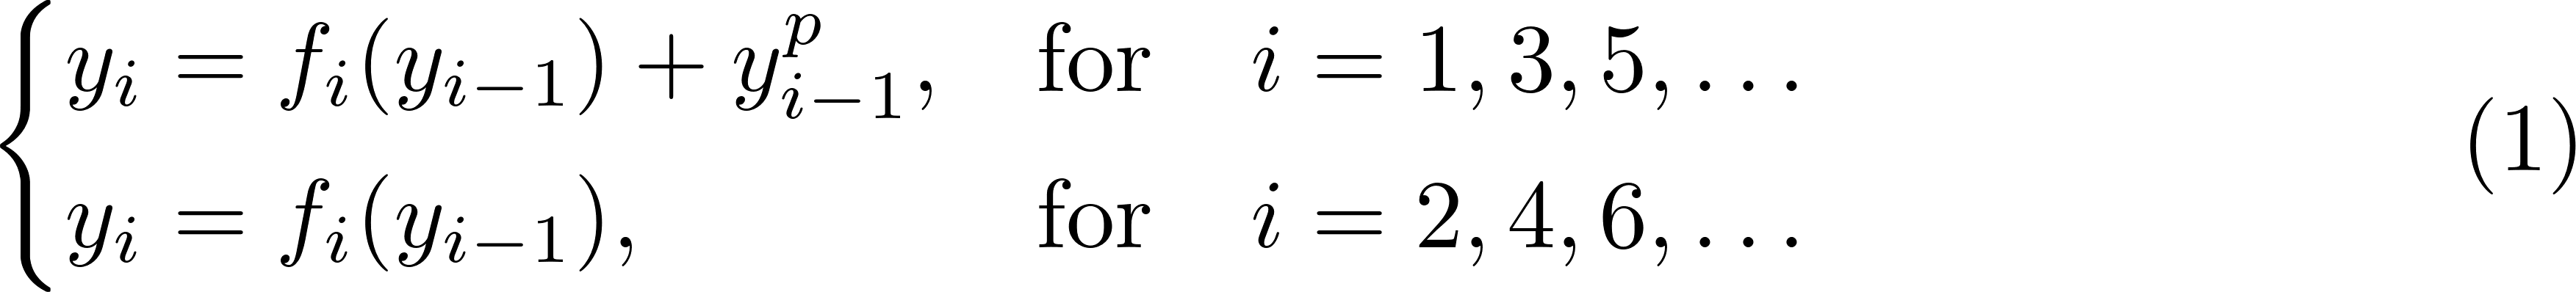 y_i = f_i(y_{i-1}) + y_{i-1}^p, for i = 1, 3, 5, ...
y_i = f_i(y_{i-1}), for i = 2, 4, 6, ...
(1)